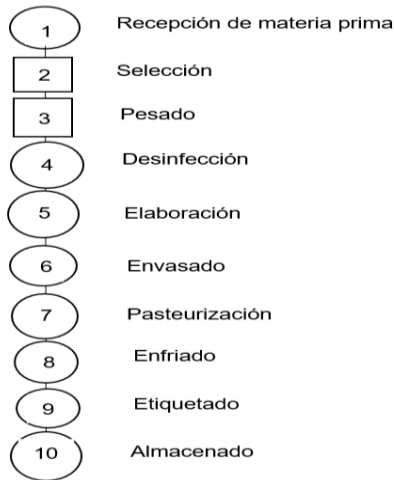 1 Recepción de materia prima
2 Selección
3 Pesado
4 Desinfección
5 Elaboración
6 Envasado
7 Pasteurización
8 Enfriado
9 Etiquetado
10 Almacenado